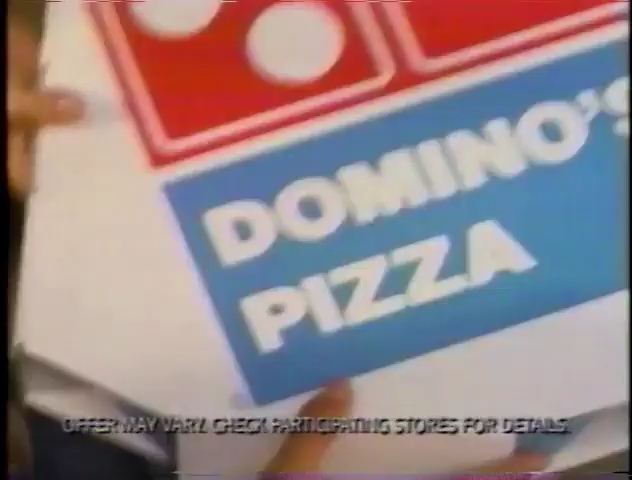 DOMINO'S
PIZZA
OFFER MAY VARY. CHECK PARTICIPATING STORES FOR DETAILS.